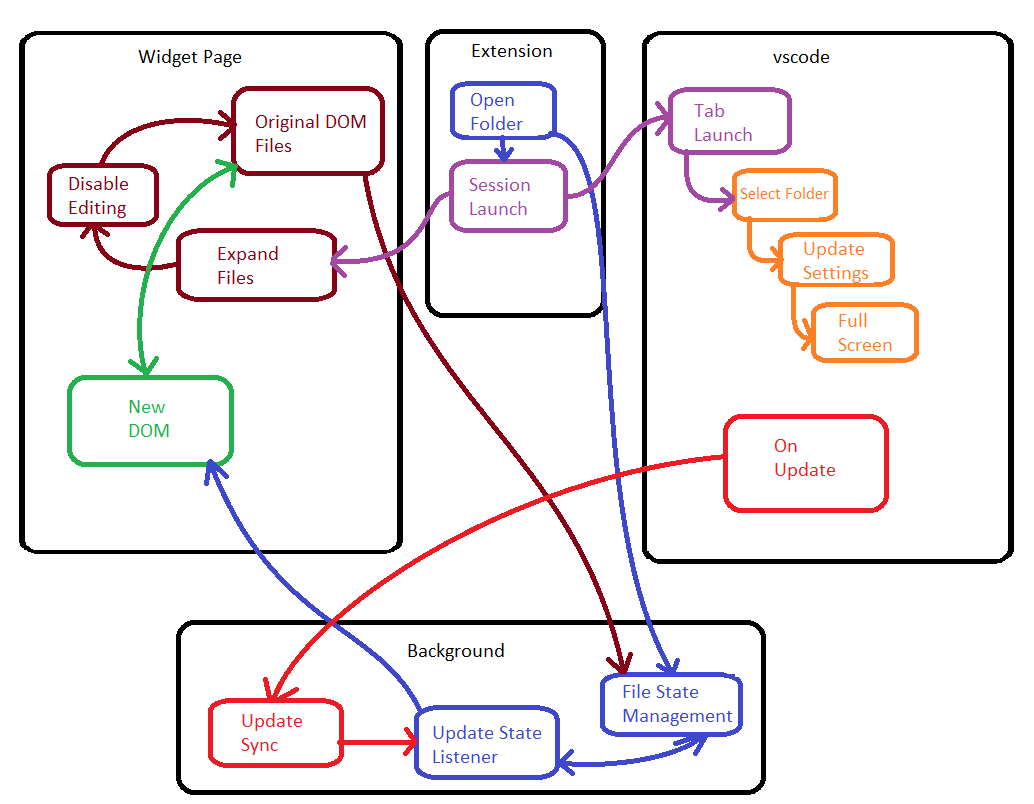 Widget Page
Original DOM
Files
Disable
Editing
Expand
Files
New
DOM
Extension
Open
Folder
Session
Launch
vscode
Tab
Launch
Select Folder
Update
Settings
Full
Screen
On
Update
Background
Update
Sync
Update State
Listener
File State
Management